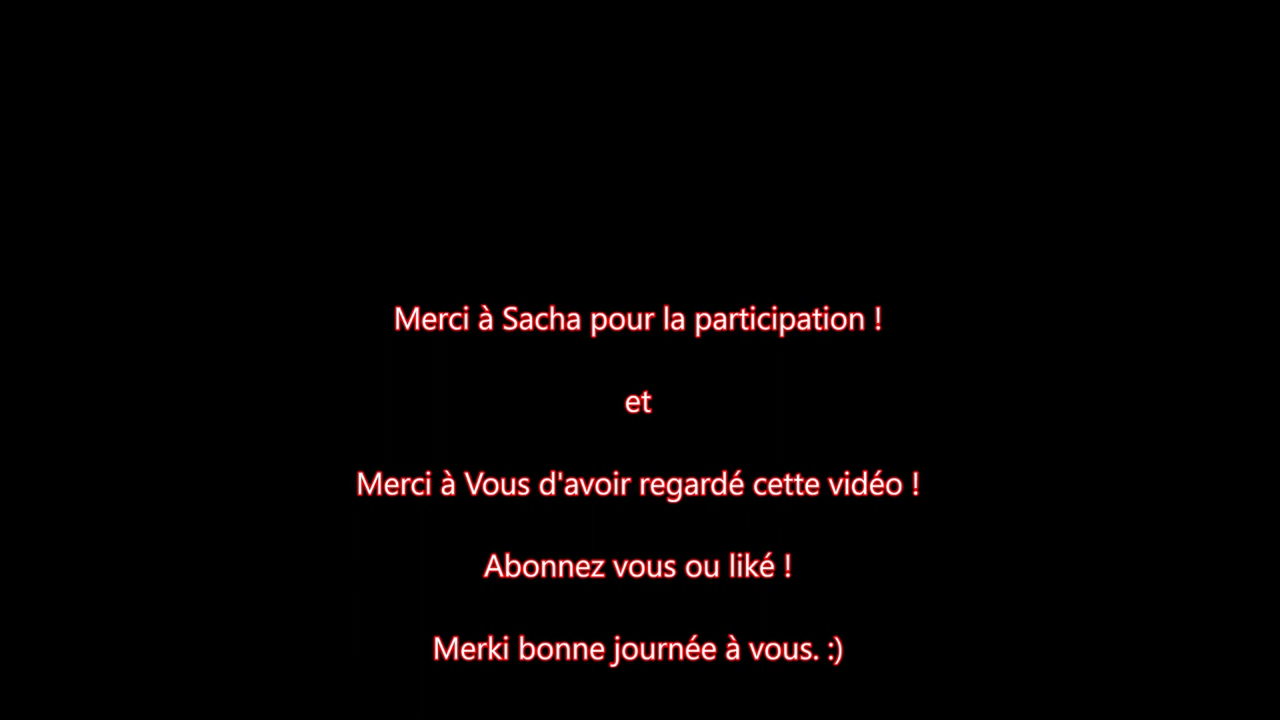 Merci à Sacha pour la participation !
et
Merci à Vous d'avoir regardé cette vidéo !
Abonnez vous ou liké !
Merki bonne journée à vous. :)